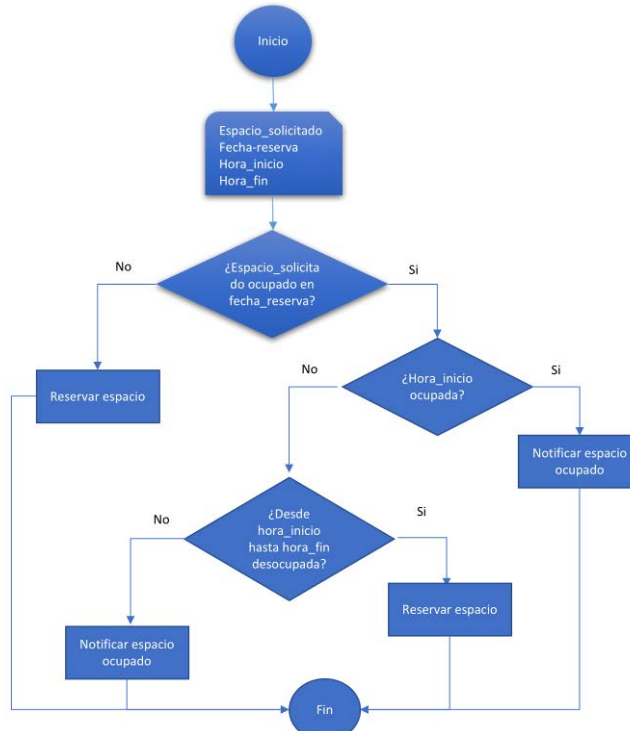 Inicio
Espacio_solicitado
Fecha-reserva
Hora_inicio
Hora_fin
No
¿Espacio_solicita
do ocupado en
fecha_reserva?
Si
Reservar espacio
No
¿Hora_inicio
ocupada?
Si
Notificar espacio
ocupado
No
¿Desde
hora_inicio
hasta hora_fin
desocupada?
Si
Reservar espacio
Notificar espacio
ocupado
Fin